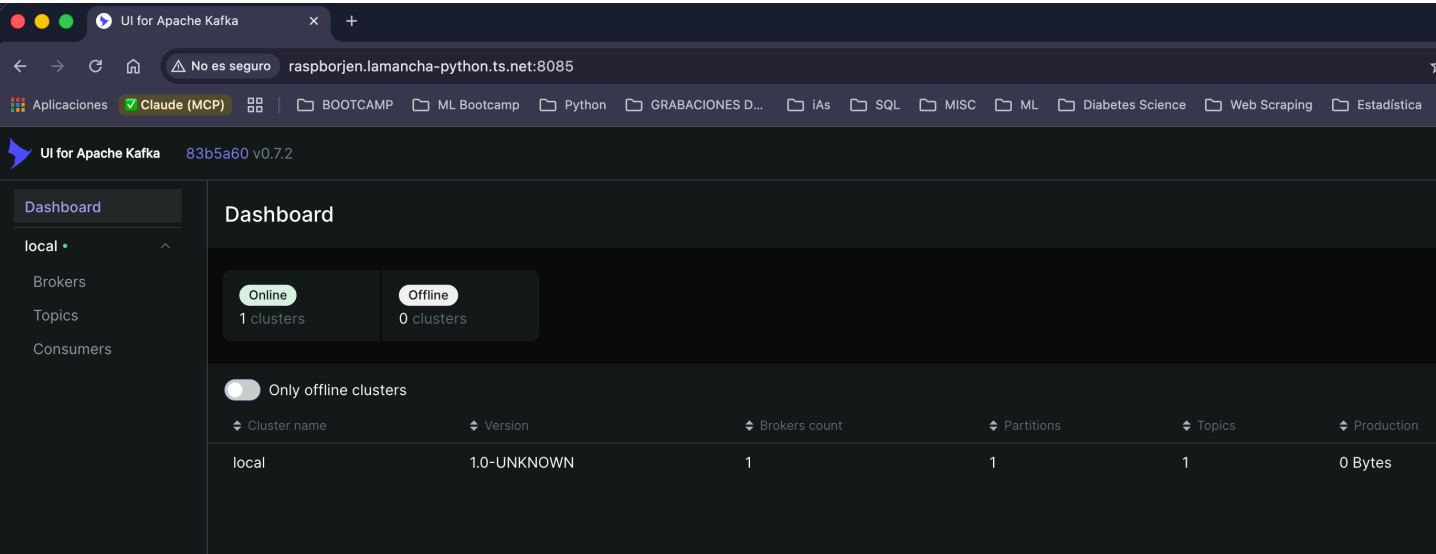 UI for Apache Kafka
No es seguro raspborjen.lamancha-python.ts.net:8085
Aplicaciones Claude (MCP) BOOTCAMP ML Bootcamp Python GRABACIONES D... iAs SQL MISC ML Diabetes Science Web Scraping Estadística
UI for Apache Kafka 83b5a60 v0.7.2
Dashboard
local
Brokers
Topics
Consumers
Dashboard
Online Offline
1 clusters 0 clusters
Only offline clusters
Cluster name Version Brokers count Partitions Topics Production
local 1.0-UNKNOWN 1 1 1 0 Bytes